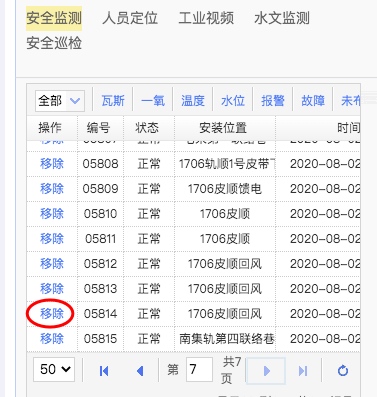 安全监测 人员定位 工业视频 水文监测
安全巡检
全部 瓦斯 一氧 温度 水位 报警 故障 未布
操作 编号 状态 安装位置 时间
移除 05808 正常 1706轨顺1号皮带下 2020-08-02
移除 05809 正常 1706皮顺馈电 2020-08-02
移除 05810 正常 1706皮顺 2020-08-02
移除 05811 正常 1706皮顺 2020-08-02
移除 05812 正常 1706皮顺回风 2020-08-02
移除 05813 正常 1706皮顺回风 2020-08-02
移除 05814 正常 1706皮顺回风 2020-08-02
移除 05815 正常 南集轨第四联络巷 2020-08-02
50 第 7 共7页